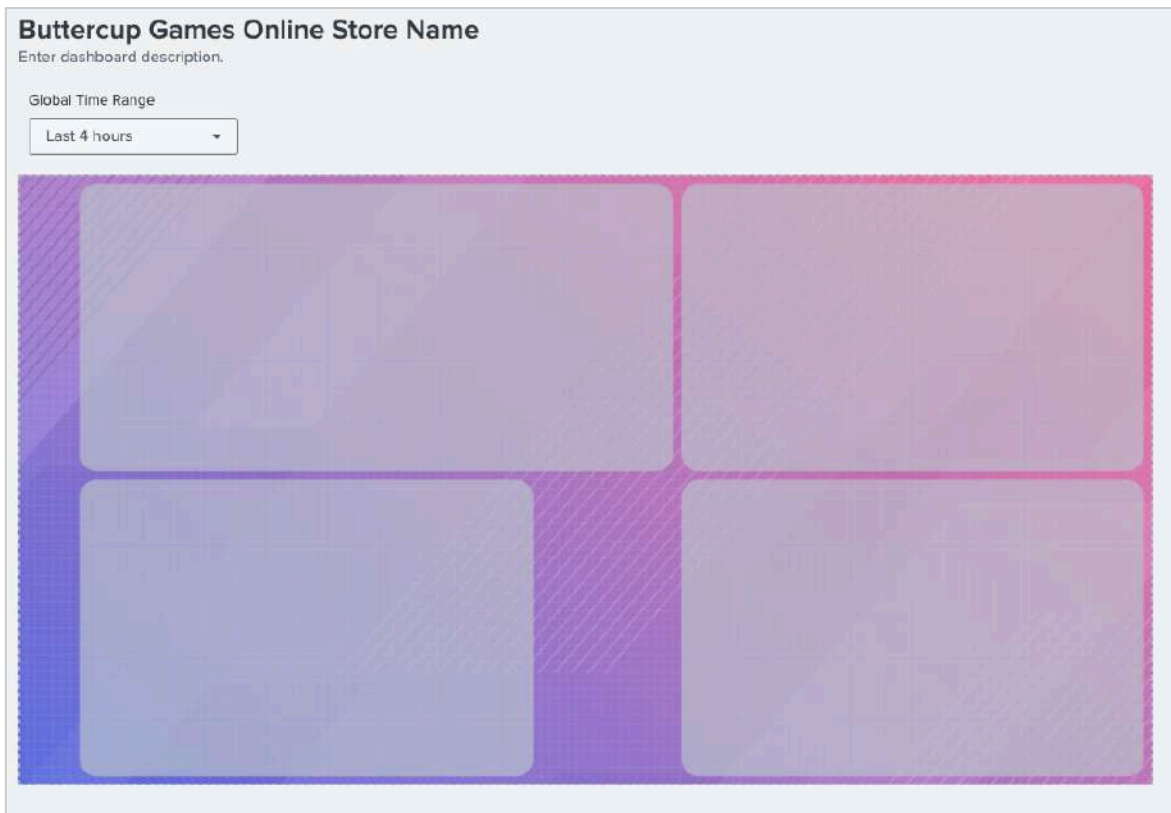 Buttercup Games Online Store Name
Enter dashboard description.
Global Time Range
Last 4 hours